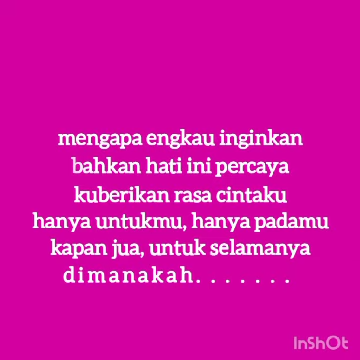 mengapa engkau inginkan
bahkan hati ini percaya
kuberikan rasa cintaku
hanya untukmu, hanya padamu
kapan jua, untuk selamanya
dimanakah.......
InShOt